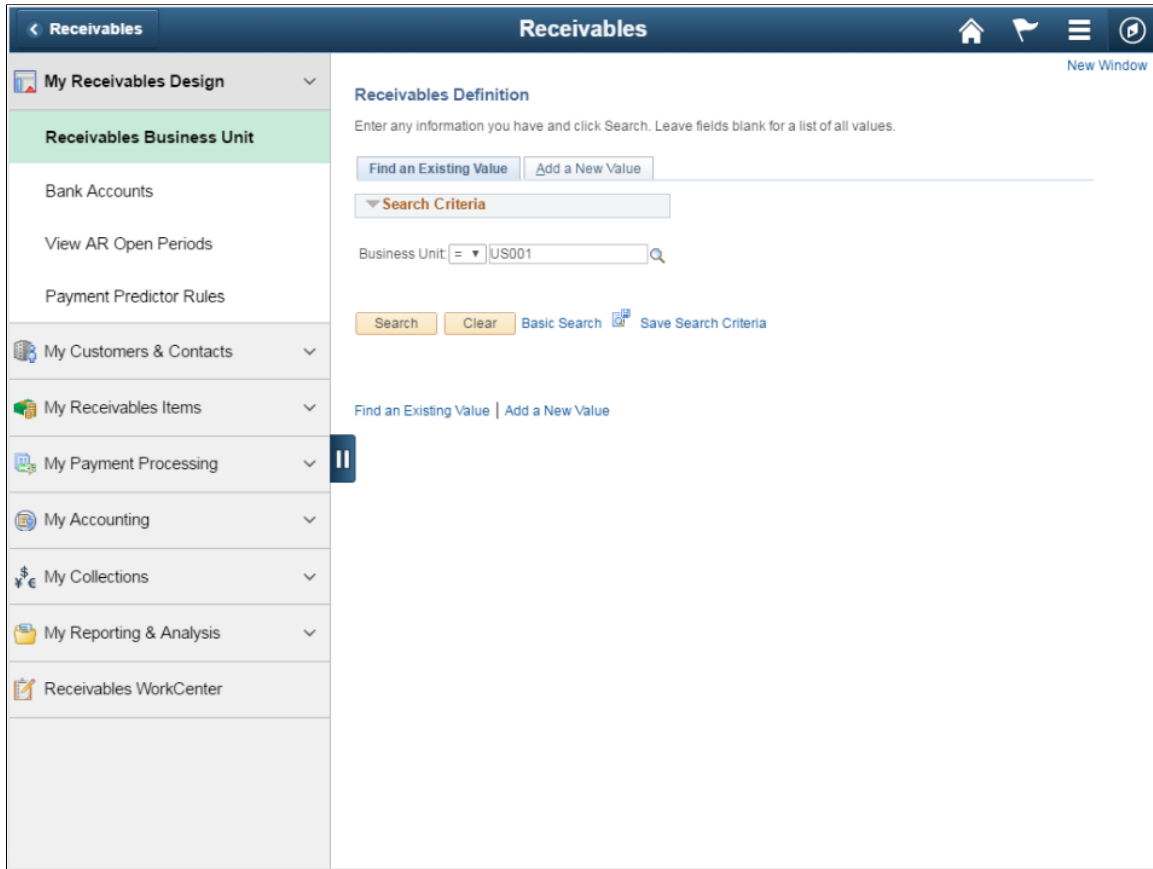 Receivables
Receivables
New Window
My Receivables Design
Receivables Business Unit
Bank Accounts
View AR Open Periods
Payment Predictor Rules
My Customers & Contacts
My Receivables Items
My Payment Processing
My Accounting
My Collections
My Reporting & Analysis
Receivables WorkCenter
Receivables Definition
Enter any information you have and click Search. Leave fields blank for a list of all values.
Find an Existing Value Add a New Value
Search Criteria
Business Unit: = US001
Search Clear Basic Search Save Search Criteria
Find an Existing Value | Add a New Value